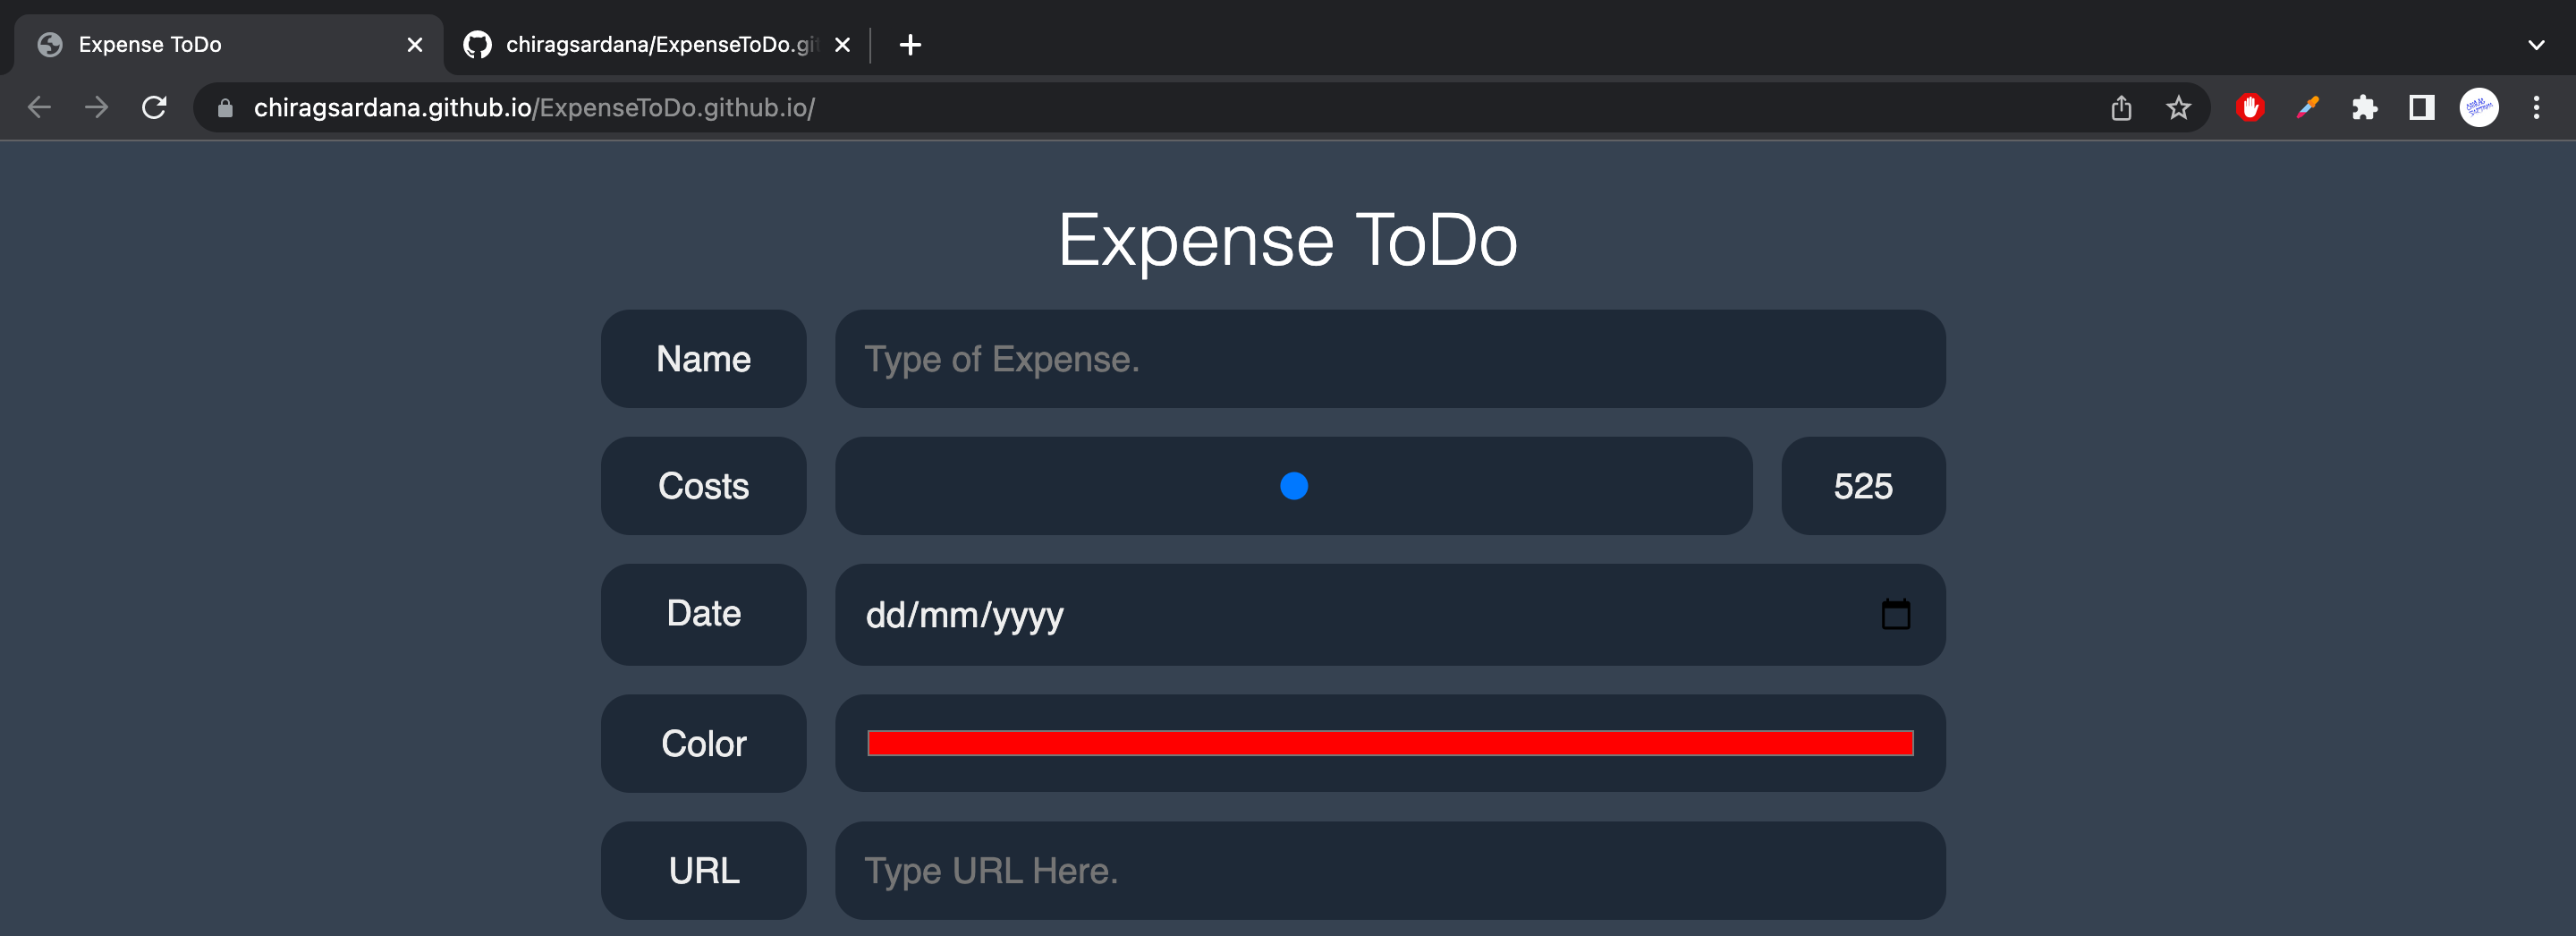 Expense ToDo
chiragsardana/ExpenseToDo.git
chiragsardana.github.io/ExpenseToDo.github.io/
Expense ToDo
Name
Type of Expense.
Costs
525
Date
dd/mm/yyyy
Color
URL
Type URL Here.